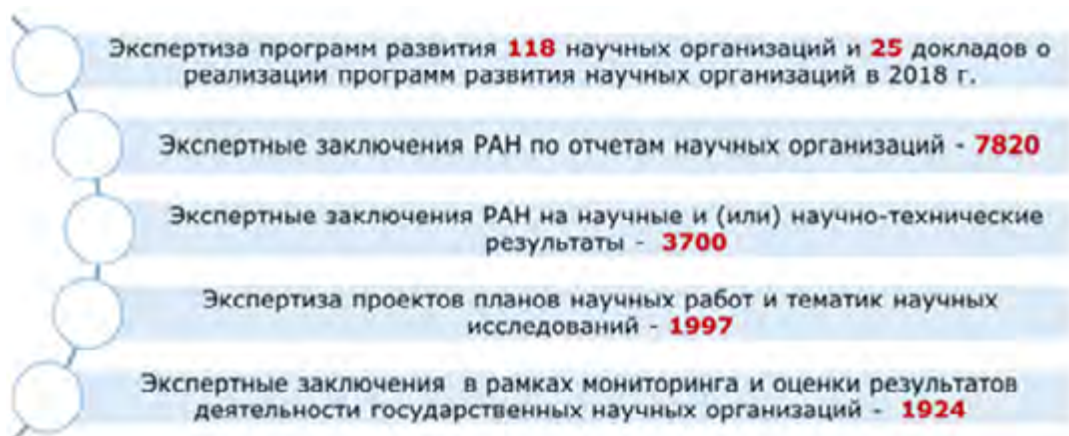 Экспертиза программ развития 118 научных организаций и 25 докладов о
реализации программ развития научных организаций в 2018 г.
Экспертные заключения РАН по отчетам научных организаций - 7820
Экспертные заключения РАН на научные и (или) научно-технические
результаты - 3700
Экспертиза проектов планов научных работ и тематик научных
исследований - 1997
Экспертные заключения в рамках мониторинга и оценки результатов
деятельности государственных научных организаций - 1924